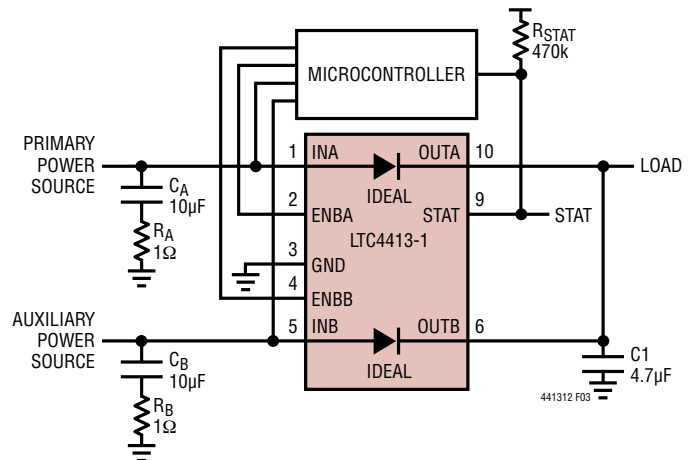 RSTAT
470k
MICROCONTROLLER
PRIMARY
POWER
SOURCE
1 INA OUTA 10
LOAD
IDEAL
CA
10µF
2 ENBA STAT 9
STAT
RA
1Ω
LTC4413-1
3 GND
4 ENBB
AUXILIARY
POWER
SOURCE
5 INB OUTB 6
IDEAL
CB
10µF
C1
4.7µF
441312 F03
RB
1Ω